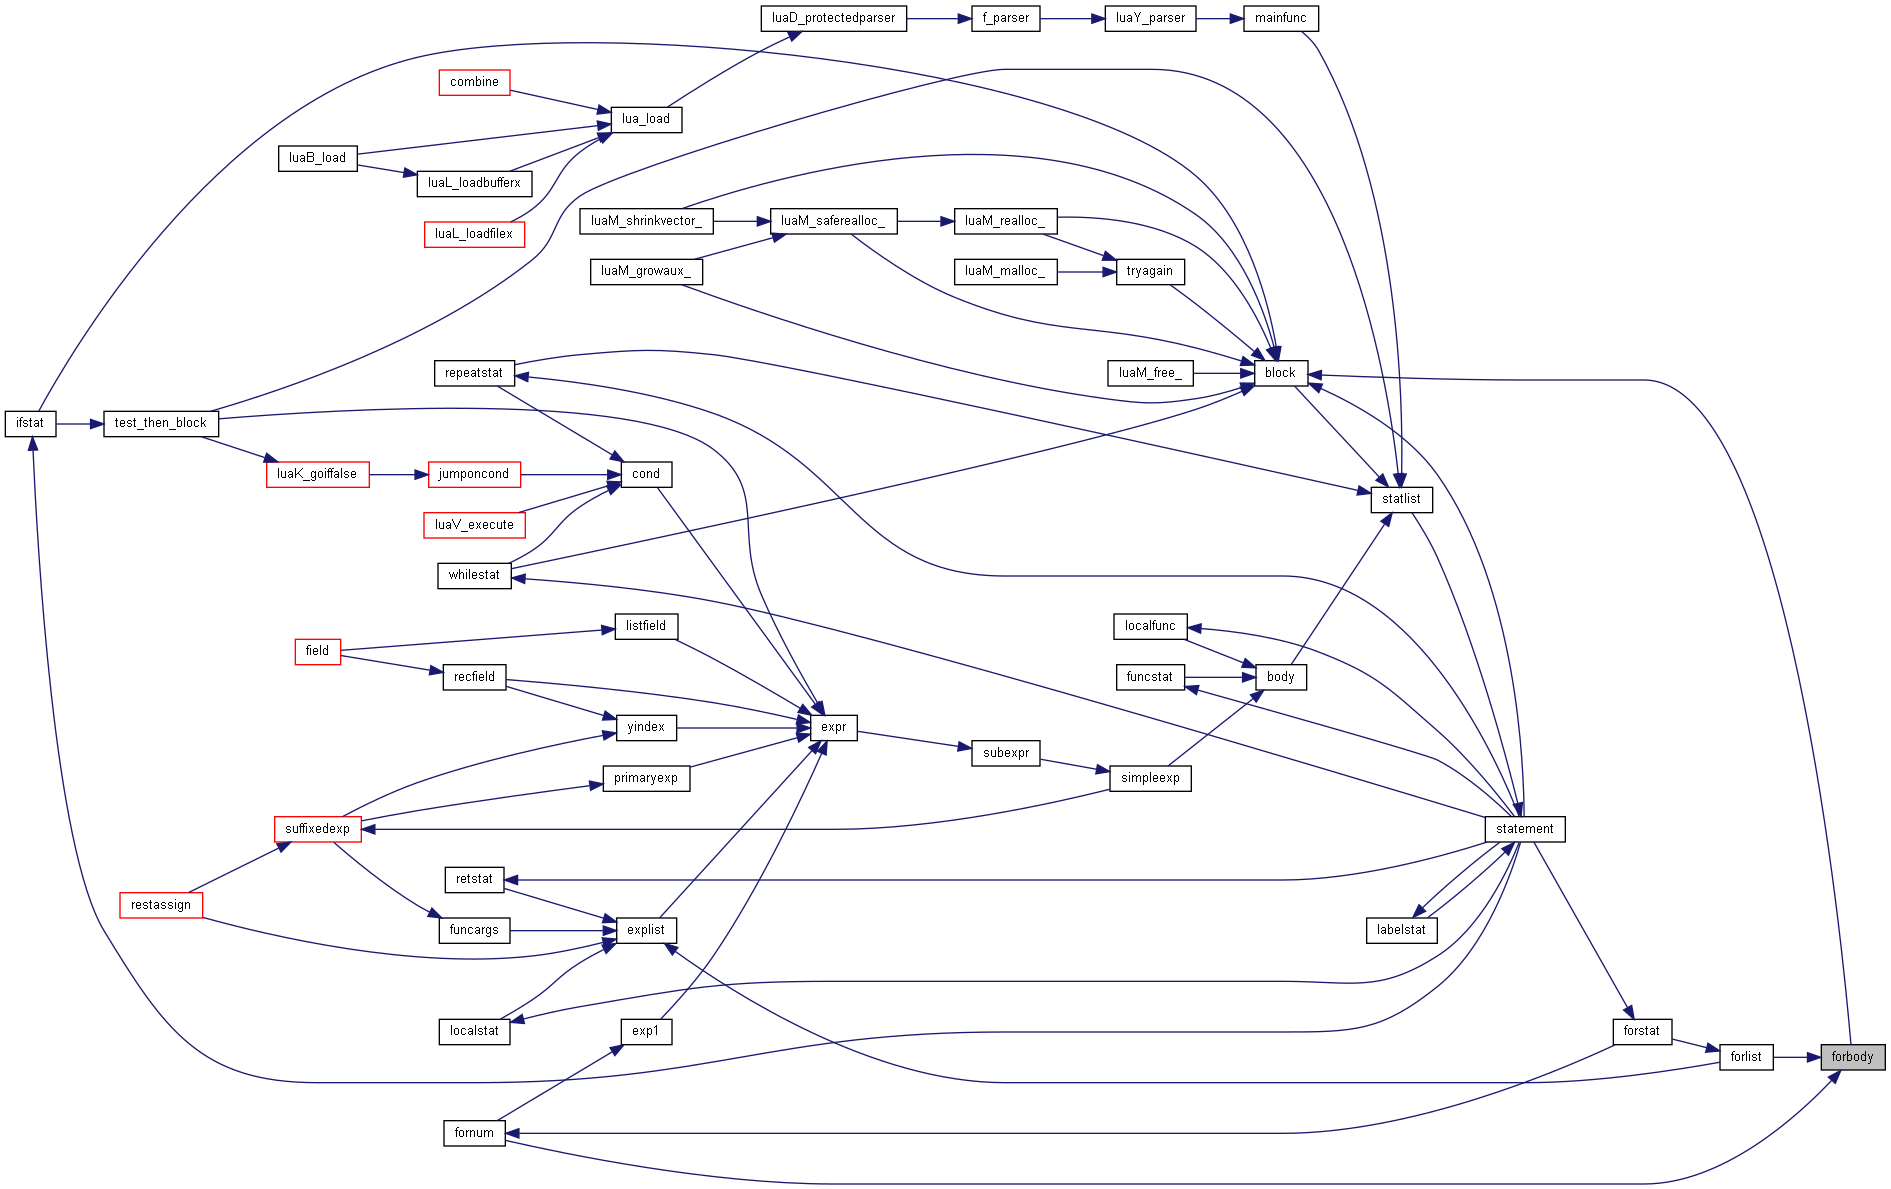 luaD_protectedparser
f_parser
luaY_parser
mainfunc
combine
lua_load
luaB_load
luaL_loadbufferx
luaL_loadfilex
luaM_shrinkvector_
luaM_saferealloc_
luaM_realloc_
luaM_growaux_
luaM_malloc_
tryagain
repeatstat
luaM_free_
block
ifstat
test_then_block
luaK_goiffalse
jumponcond
cond
statlist
luaV_execute
whilestat
listfield
localfunc
field
recfield
funcstat
body
yindex
expr
subexpr
primaryexp
simpleexp
suffixedexp
statement
retstat
restassign
funcargs
explist
labelstat
localstat
exp1
forstat
forlist
forbody
fornum